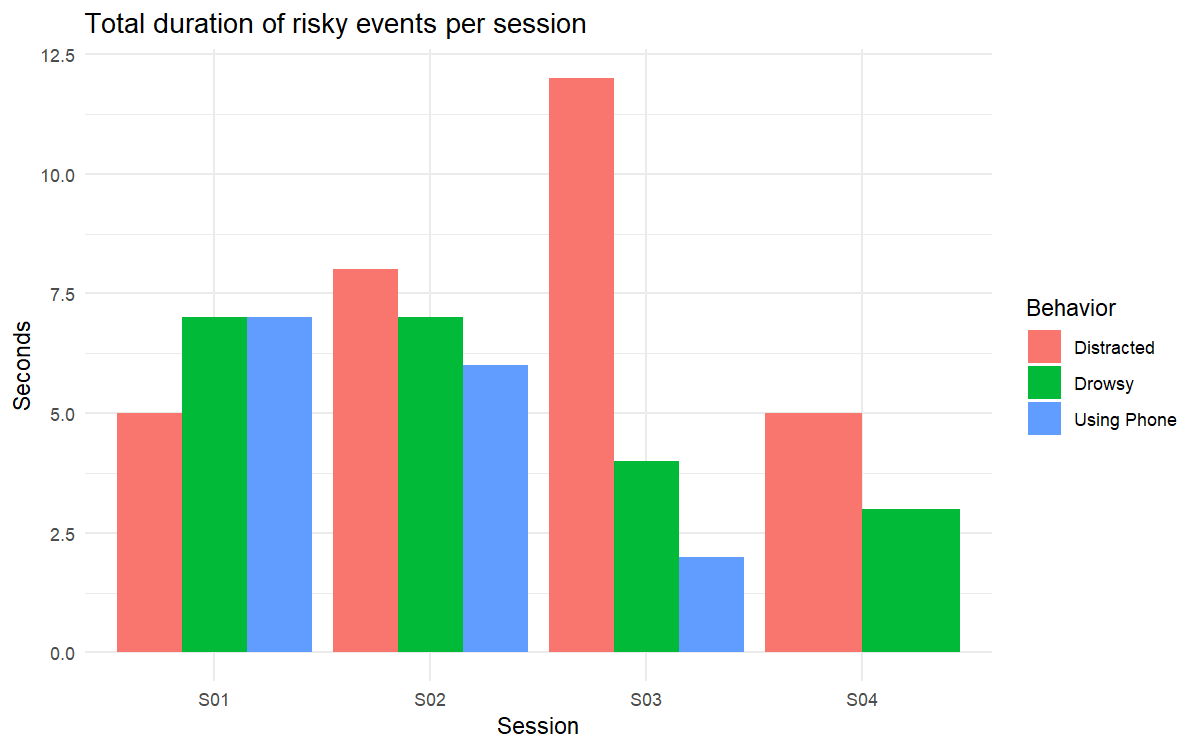 Total duration of risky events per session
12.5
10.0
7.5
5.0
2.5
0.0
Seconds
S01 S02 S03 S04
Session
Behavior
Distracted
Drowsy
Using Phone